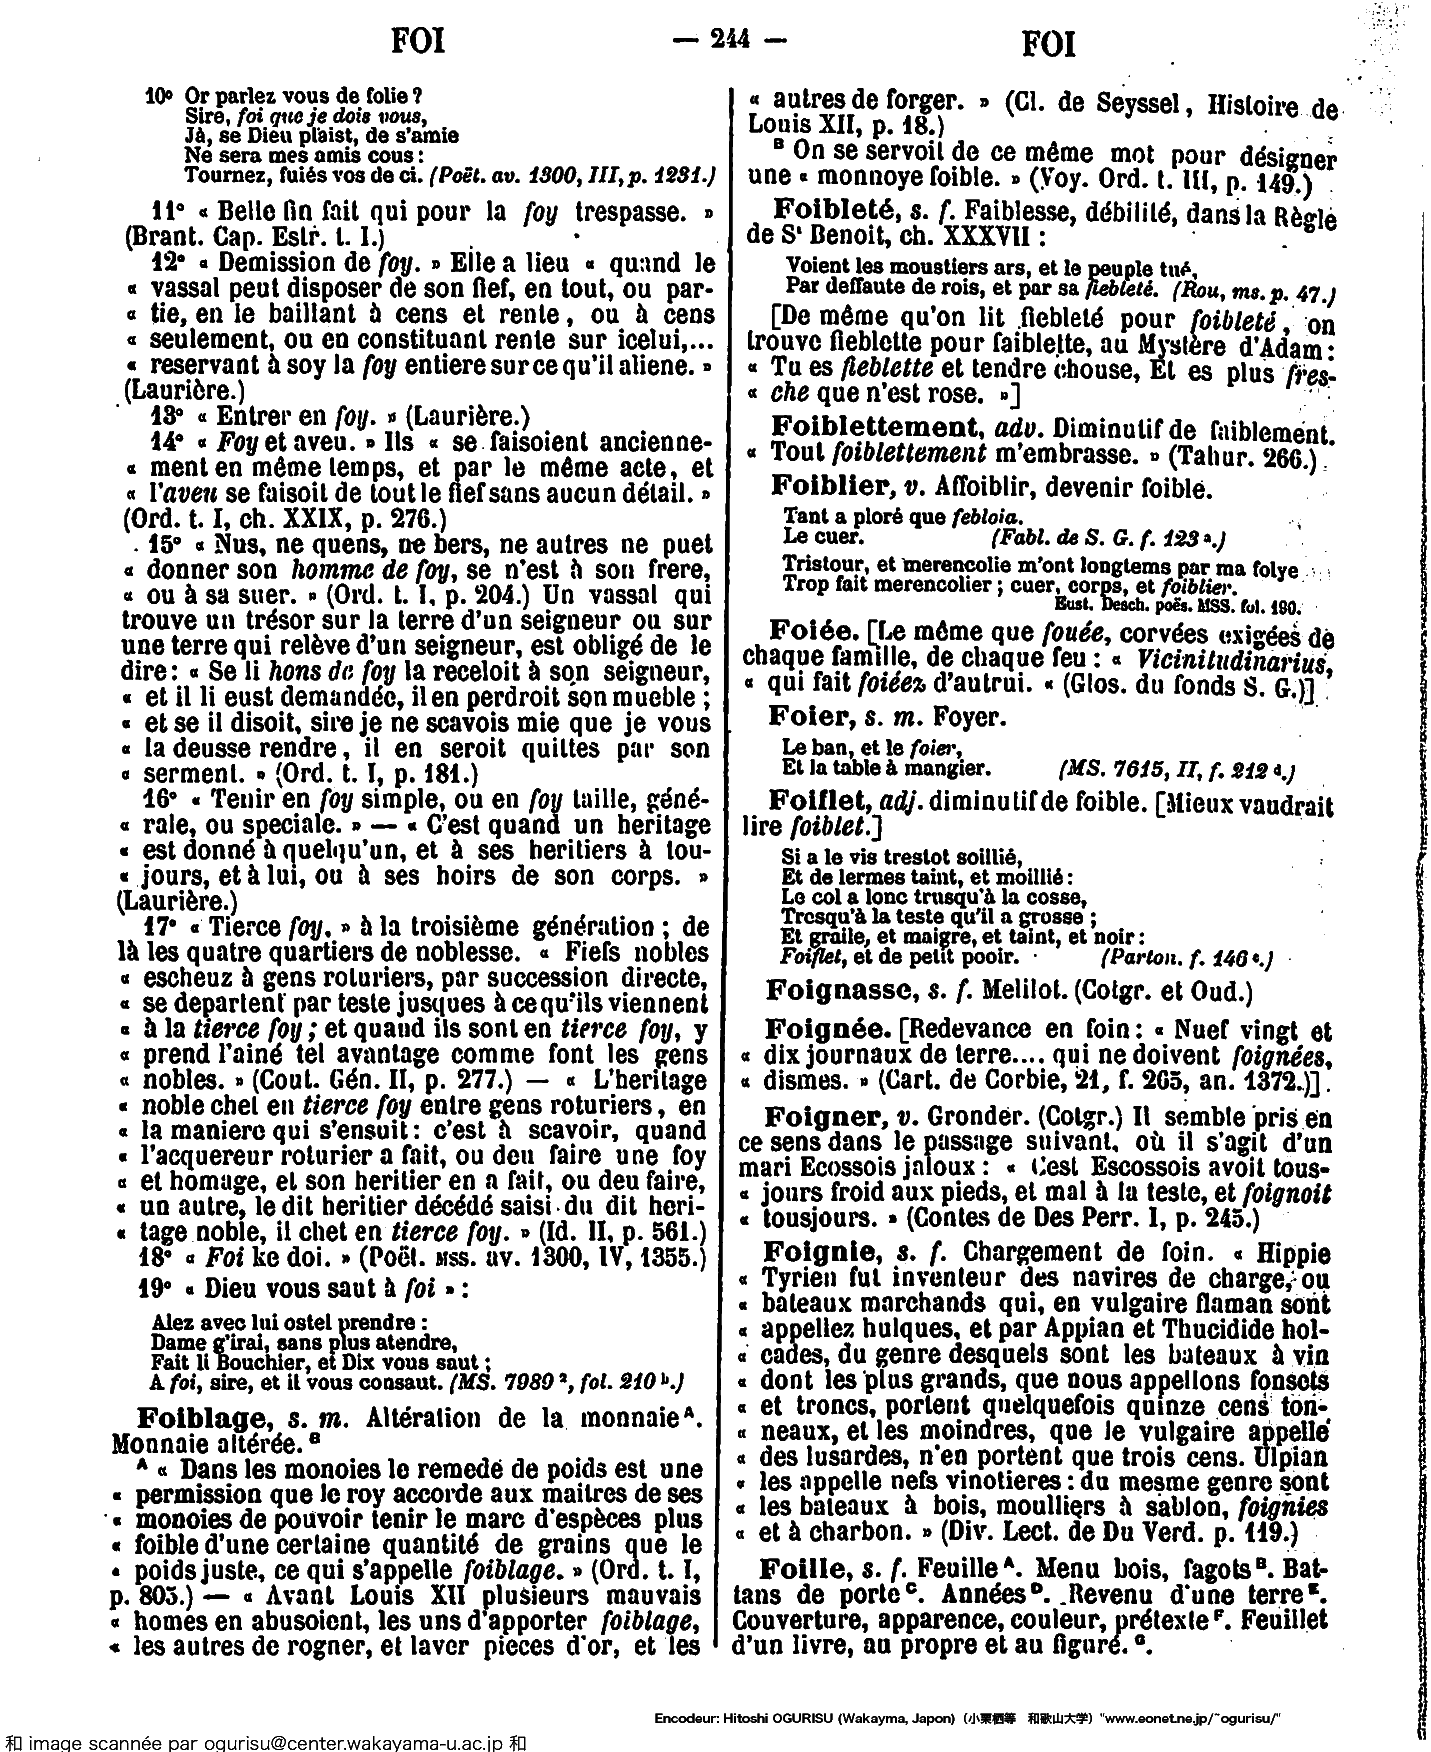 FOI
— 244 —
FOI
10° Or parlez vous de folie ?
Sire, foi que je dois vous,
Jà, se Dieu plaist, de s'amie
Ne sera mes amis cous :
Tournez, fuiés vos de ci. (Poët. av. 1300, III, p. 1231.)
11° « Belle fin fait qui pour la foy trespasse. »
(Brant. Cap. Estr. t. I.)
12° « Demission de foy. » Elle a lieu « quand le
« vassal peut disposer de son fief, en tout, ou par-
« tie, en le baillant à cens et rente, ou à cens
« seulement, ou en constituant rente sur icelui,...
« reservant à soy la foy entiere sur ce qu'il aliene. »
(Laurière.)
13° « Entrer en foy. » (Laurière.)
14° « Foy et aveu. » Ils « se faisoient ancienne-
« ment en même temps, et par le même acte, et
« l'aveu se faisoit de tout le fief sans aucun détail. »
(Ord. t. I, ch. XXIX, p. 276.)
15° « Nus, ne quens, ne bers, ne autres ne puet
« donner son homme de foy, se n'est à son frere,
« ou à sa suer. » (Ord. t. I, p. 204.) Un vassal qui
trouve un trésor sur la terre d'un seigneur ou sur
une terre qui relève d'un seigneur, est obligé de le
dire : « Se li hons de foy la receloit à son seigneur,
« et il li eust demandée, il en perdroit son mueble ;
« et se il disoit, sire je ne scavois mie que je vous
« la deusse rendre, il en seroit quittes par son
« serment. » (Ord. t. I, p. 181.)
16° « Tenir en foy simple, ou en foy taille, géné-
« rale, ou speciale. » — « C'est quand un heritage
« est donné à quelqu'un, et à ses heritiers à tou-
« jours, et à lui, ou à ses hoirs de son corps. »
(Laurière.)
17° « Tierce foy. » à la troisième génération ; de
là les quatre quartiers de noblesse. « Fiefs nobles
« escheuz à gens roturiers, par succession directe,
« se departent par teste jusques à ce qu'ils viennent
« à la tierce foy ; et quand ils sont en tierce foy, y
« prend l'ainé tel avantage comme font les gens
« nobles. » (Cout. Gén. II, p. 277.) — « L'heritage
« noble chet en tierce foy entre gens roturiers, en
« la maniere qui s'ensuit : c'est à scavoir, quand
« l'acquereur roturier a fait, ou deu faire une foy
« et homage, et son heritier en a fait, ou deu faire,
« un autre, le dit heritier décédé saisi du dit heri-
« tage noble, il chet en tierce foy. » (Id. II, p. 561.)
18° « Foi ke doi. » (Poët. MSS. av. 1300, IV, 1355.)
19° « Dieu vous saut à foi » :
Alez avec lui ostel prendre :
Dame g'irai, sans plus atendre,
Fait li Bouchier, et Dix vous saut ;
A foi, sire, et il vous consaut. (MS. 7989 ², fol. 210 b.)
Foiblage, s. m. Altération de la monnaie A.
Monnaie altérée. B
A « Dans les monoies le remede de poids est une
« permission que le roy accorde aux maitres de ses
« monoies de pouvoir tenir le marc d'espèces plus
« foible d'une certaine quantité de grains que le
« poids juste, ce qui s'appelle foiblage. » (Ord. t. I,
p. 805.) — « Avant Louis XII plusieurs mauvais
« homes en abusoient, les uns d'apporter foiblage,
« les autres de rogner, et laver pieces d'or, et les
« autres de forger. » (Cl. de Seyssel, Histoire de
Louis XII, p. 18.)
B On se servoit de ce même mot pour désigner
une « monnoye foible. » (Voy. Ord. t. III, p. 149.)
Foibleté, s. f. Faiblesse, débilité, dans la Règle
de St Benoit, ch. XXXVII :
Voient les moustiers ars, et le peuple tué,
Par deffaute de rois, et par sa fiebleté. (Rou, ms. p. 47.)
[De même qu'on lit fiebleté pour foibleté, on
trouve fieblette pour faiblette, au Mystère d'Adam :
« Tu es fieblette et tendre chouse, Et es plus fres-
« che que n'est rose. »]
Foiblettement, adv. Diminutif de faiblement.
« Tout foiblettement m'embrasse. » (Tahur. 266.)
Foiblier, v. Affoiblir, devenir foible.
Tant a ploré que febloia.
Le cuer. (Fabl. de S. G. f. 123 a.)
Tristour, et merencolie m'ont longtems par ma folye
Trop fait merencolier ; cuer, corps, et foiblier.
Eust. Desch. poës. MSS. fol. 190.
Foiée. [Le même que fouée, corvées exigées de
chaque famille, de chaque feu : « Vicinitudinarius,
« qui fait foiéez d'autrui. « (Glos. du fonds S. G.)]
Foier, s. m. Foyer.
Le ban, et le foier,
Et la table à mangier. (MS. 7615, II, f. 212 d.)
Foiflet, adj. diminutif de foible. [Mieux vaudrait
lire foiblet.]
Si a le vis trestot soillié,
Et de lermes taint, et moillié :
Le col a lonc trusqu'à la cosse,
Tresqu'à la teste qu'il a grosse ;
Et graile, et maigre, et taint, et noir :
Foiflet, et de petit pooir. (Parton. f. 146 c.)
Foignasse, s. f. Melilot. (Cotgr. et Oud.)
Foignée. [Redevance en foin : « Nuef vingt et
« dix journaux de terre.... qui ne doivent foignées,
« dismes. » (Cart. de Corbie, 21, f. 265, an. 1372.)]
Foigner, v. Gronder. (Cotgr.) Il semble pris en
ce sens dans le passage suivant, où il s'agit d'un
mari Ecossois jaloux : « Cest Escossois avoit tous-
« jours froid aux pieds, et mal à la teste, et foignoit
« tousjours. » (Contes de Des Perr. I, p. 245.)
Foignie, s. f. Chargement de foin. « Hippie
« Tyrien fut inventeur des navires de charge, ou
« bateaux marchands qui, en vulgaire flaman sont
« appellez hulques, et par Appian et Thucidide hol-
« cades, du genre desquels sont les bateaux à vin
« dont les plus grands, que nous appellons fonsets
« et troncs, portent quelquefois quinze cens ton-
« neaux, et les moindres, que le vulgaire appelle
« des lusardes, n'en portent que trois cens. Ulpian
« les appelle nefs vinotieres : du mesme genre sont
« les bateaux à bois, moulliers à sablon, foignies
« et à charbon. » (Div. Lect. de Du Verd. p. 119.)
Foille, s. f. Feuille A. Menu bois, fagots B. Bat-
tans de porte C. Années D. Revenu d'une terre E.
Couverture, apparence, couleur, prétexte F. Feuillet
d'un livre, au propre et au figuré. G.
Encodeur: Hitoshi OGURISU (Wakayma, Japon) (小栗栖等 和歌山大学) "www.eonet.ne.jp/~ogurisu/"
和 image scannée par ogurisu@center.wakayama-u.ac.jp 和